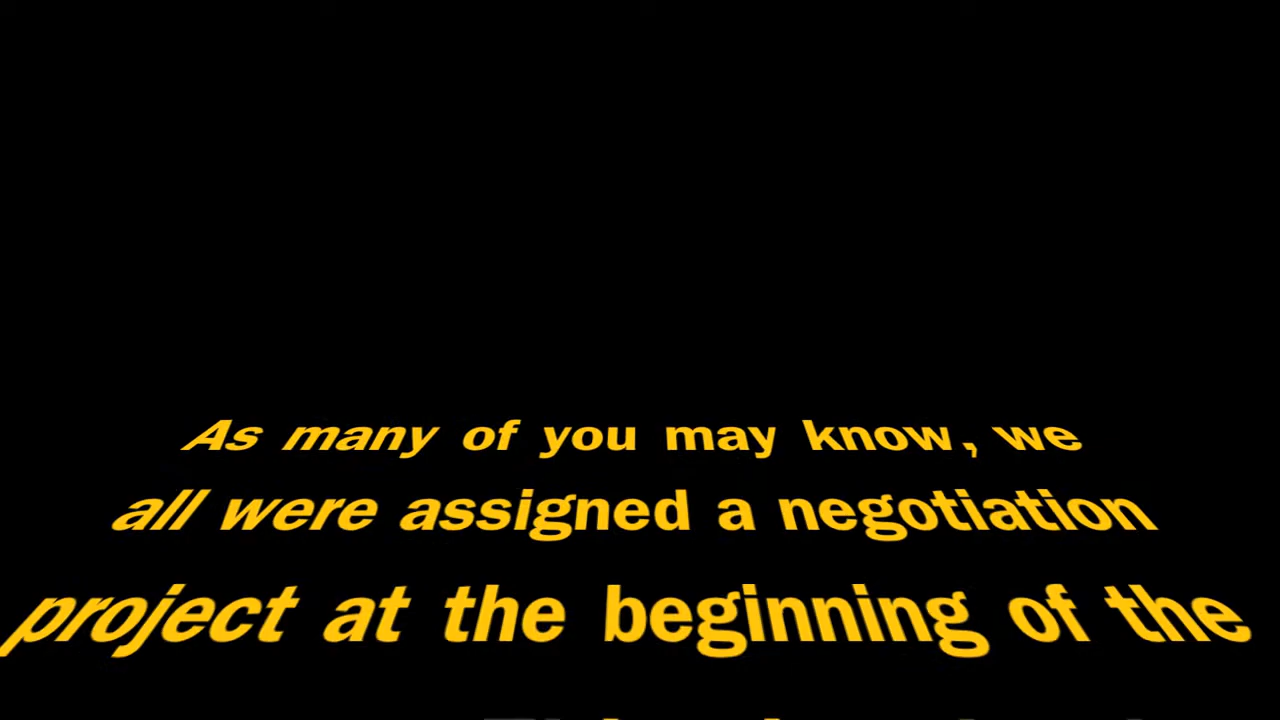 As many of you may know, we
all were assigned a negotiation
project at the beginning of the